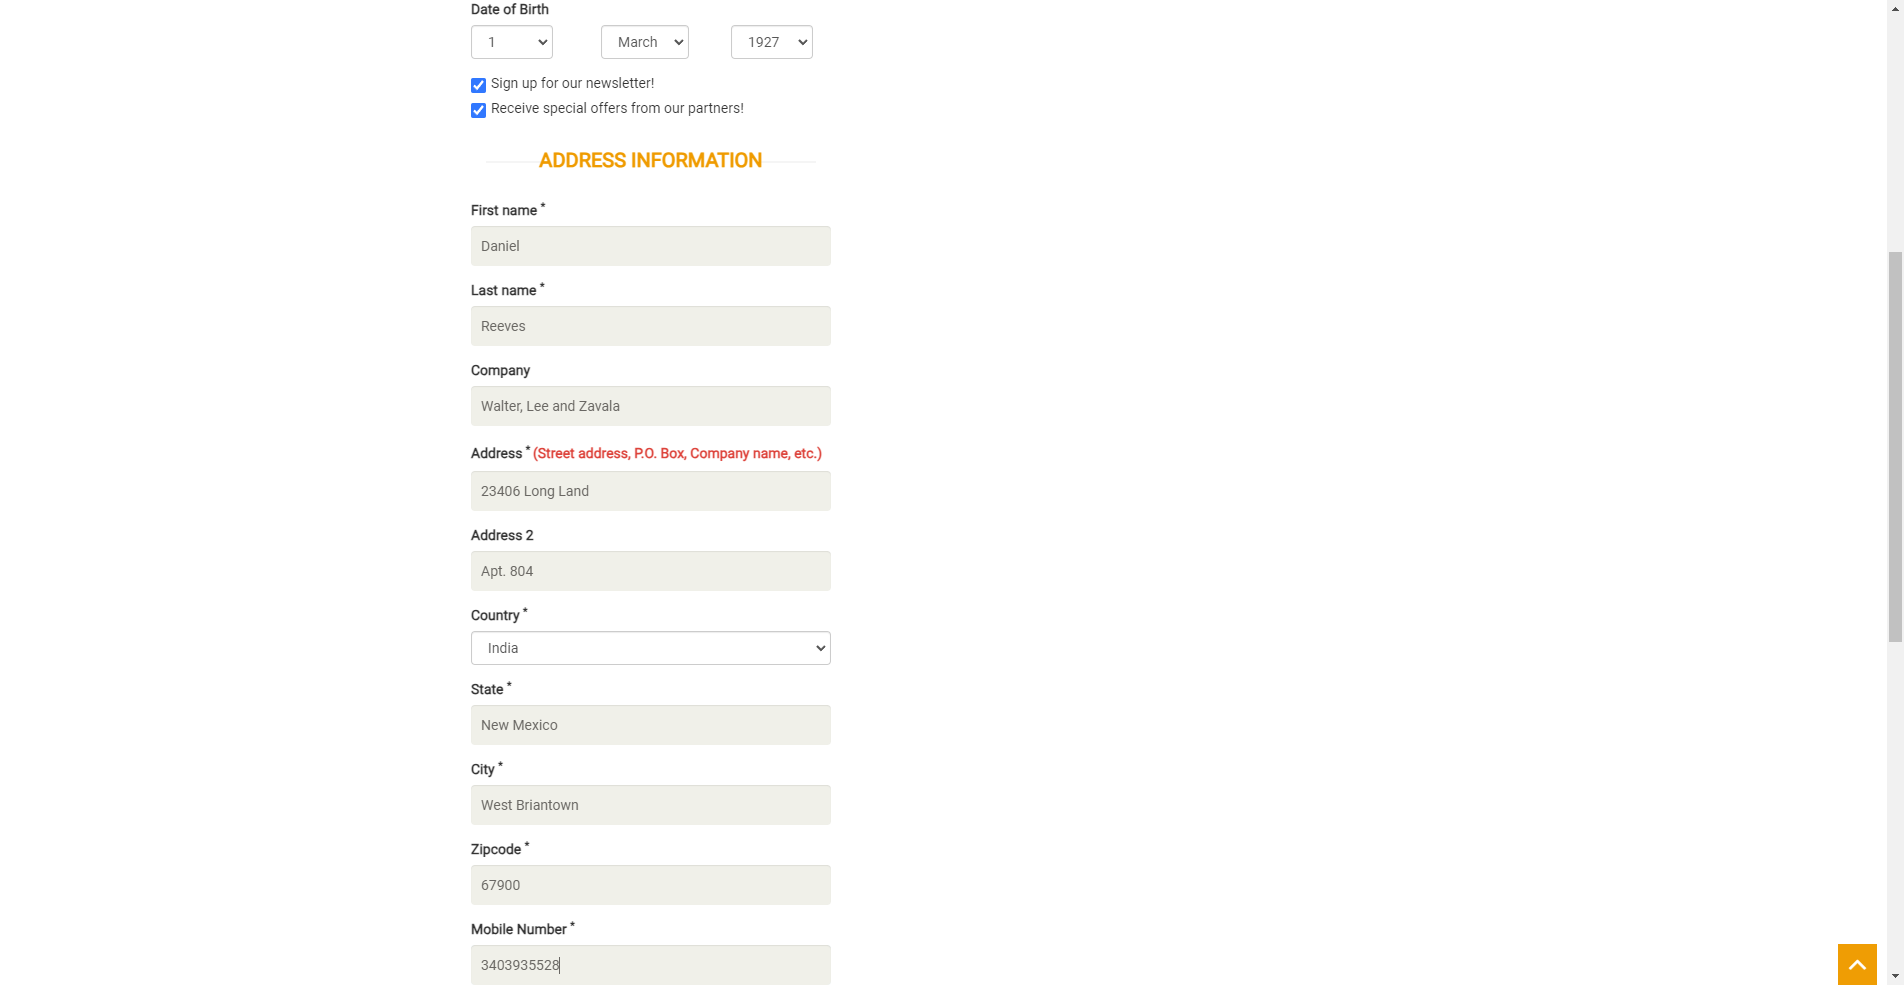 Date of Birth
1 March 1927
Sign up for our newsletter!
Receive special offers from our partners!
ADDRESS INFORMATION
First name *
Daniel
Last name *
Reeves
Company
Walter, Lee and Zavala
Address * (Street address, P.O. Box, Company name, etc.)
23406 Long Land
Address 2
Apt. 804
Country *
India
State *
New Mexico
City *
West Briantown
Zipcode *
67900
Mobile Number *
3403935528